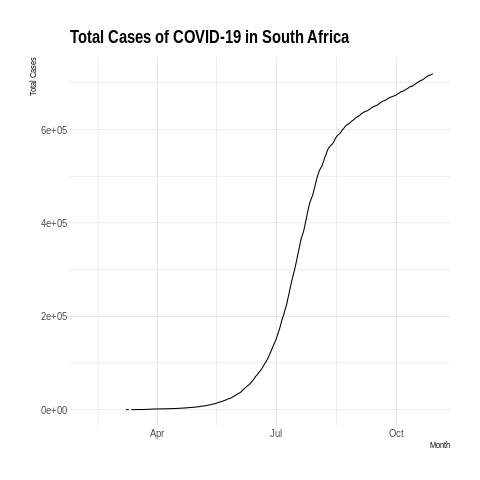 Total Cases of COVID-19 in South Africa
Total Cases
6e+05
4e+05
2e+05
0e+00
Apr Jul Oct
Month